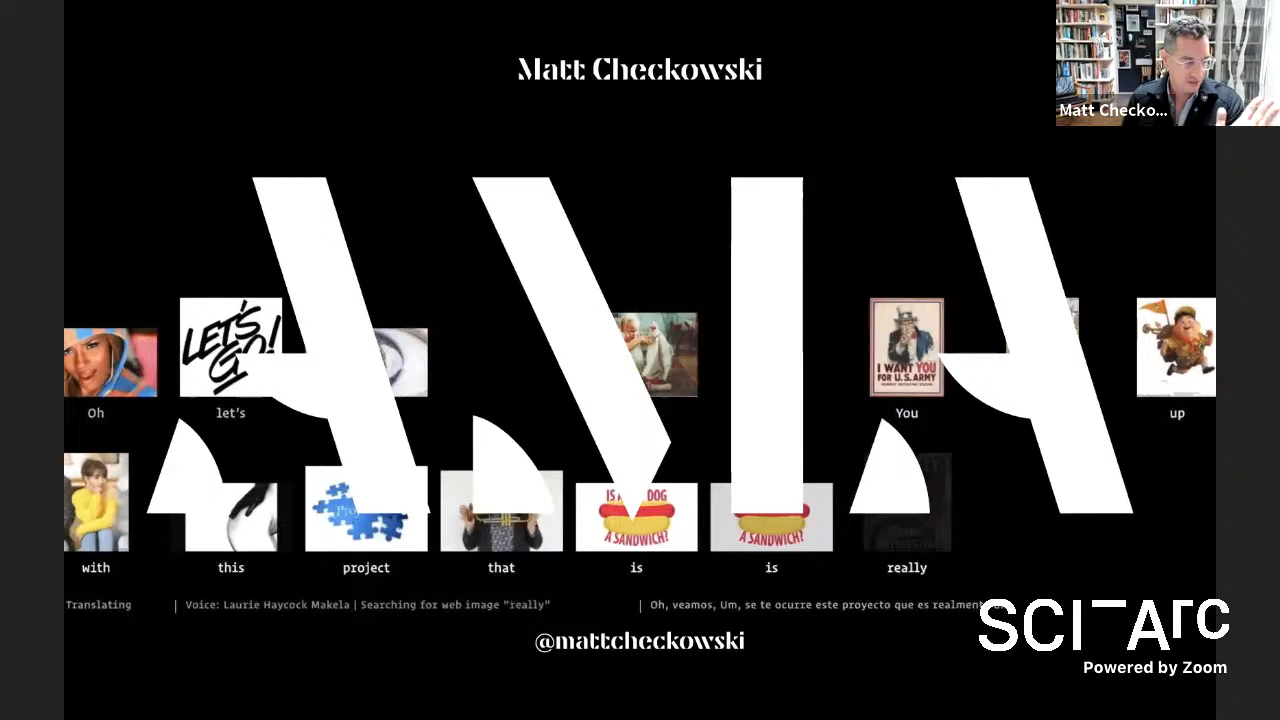 Matt Checkowski
Matt Checko...
AMA
LET'S
GO!
I WANT YOU
FOR U.S. ARMY
Oh
let's
You
up
IS A DOG
A SANDWICH?
A SANDWICH?
with
this
project
that
is
is
really
Translating
Voice: Laurie Haycock Makela | Searching for web image "really"
Oh, veamos, Um, se te ocurre este proyecto que es realmente
@mattcheckowski
SCI-Arc
Powered by Zoom